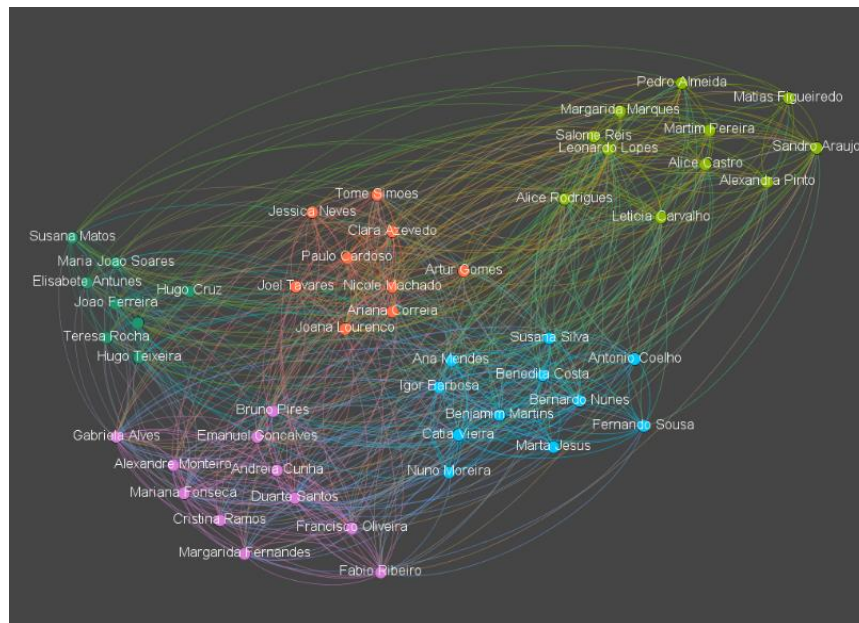 Pedro Almeida
Matias Figueiredo
Margarida Marques
Martim Pereira
Salome Reis
Leonardo Lopes
Sandro Araujo
Alice Castro
Alexandra Pinto
Tome Simoes
Alice Rodrigues
Jessica Neves
Leticia Carvalho
Clara Azevedo
Susana Matos
Paulo Cardoso
Maria Joao Soares
Artur Gomes
Elisabete Antunes
Hugo Cruz
Joel Tavares
Nicole Machado
Joao Ferreira
Ariana Correia
Joana Lourenco
Teresa Rocha
Susana Silva
Hugo Teixeira
Ana Mendes
Antonio Coelho
Benedita Costa
Igor Barbosa
Bernardo Nunes
Bruno Pires
Benjamim Martins
Fernando Sousa
Gabriela Alves
Emanuel Goncalves
Catia Vierra
Marta Jesus
Alexandre Monteiro
Andreia Cunha
Nuno Moreira
Mariana Fonseca
Duarte Santos
Cristina Ramos
Francisco Oliveira
Margarida Fernandes
Fabio Ribeiro